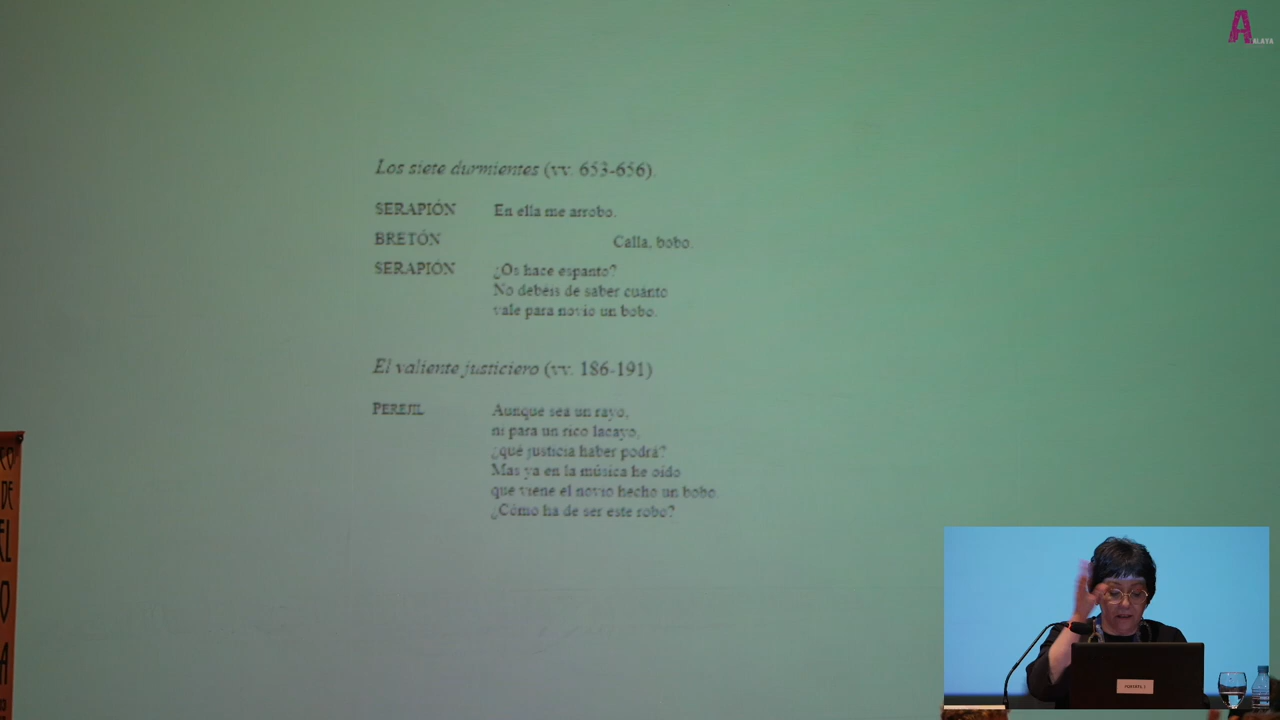 ALAYA
Los siete durmientes (vv. 653-656).
SERAPIÓN En ella me arrobo.
BRETÓN Calla, bobo.
SERAPIÓN ¿Os hace espanto?
No debéis de saber cuánto
vale para novio un bobo.
El valiente justiciero (vv. 186-191)
PEREJIL Aunque sea un rayo,
ni para un rico lacayo,
¿qué justicia haber podrá?
Mas ya en la música he oído
que viene el novio hecho un bobo.
¿Cómo ha de ser este robo?
DE